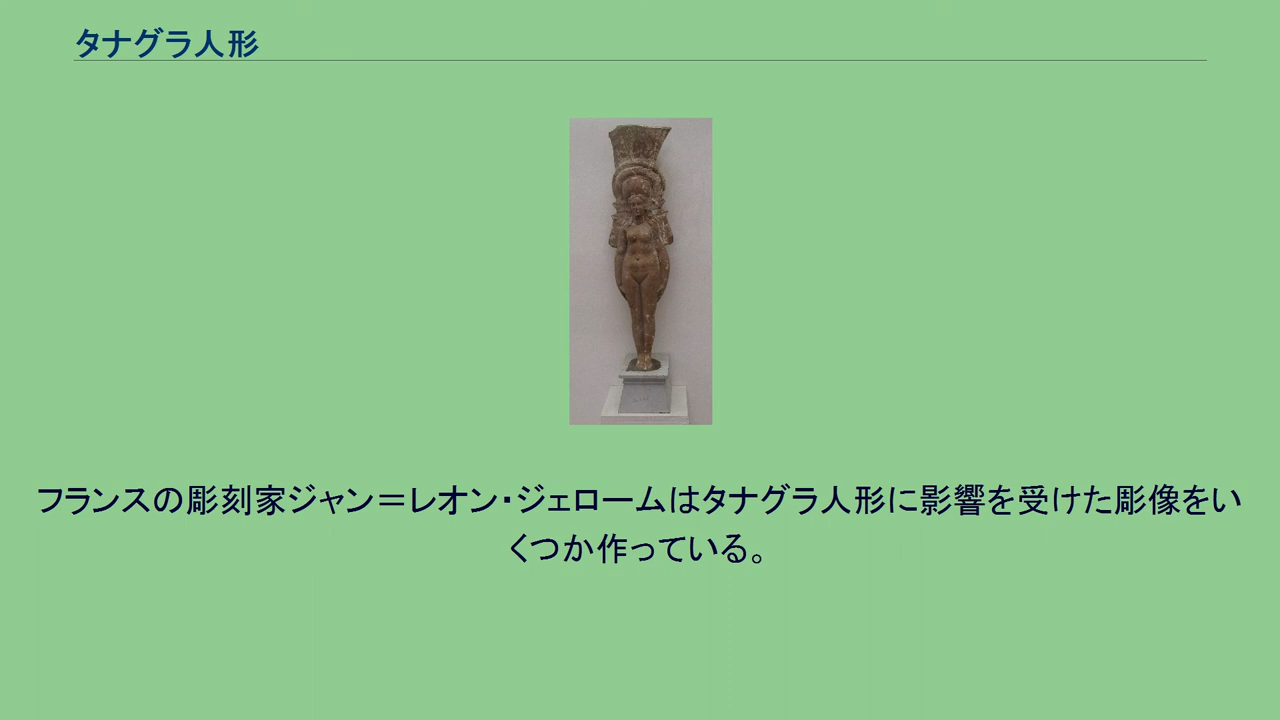 タナグラ人形
フランスの彫刻家ジャン＝レオン・ジェロームはタナグラ人形に影響を受けた彫像をい
くつか作っている。